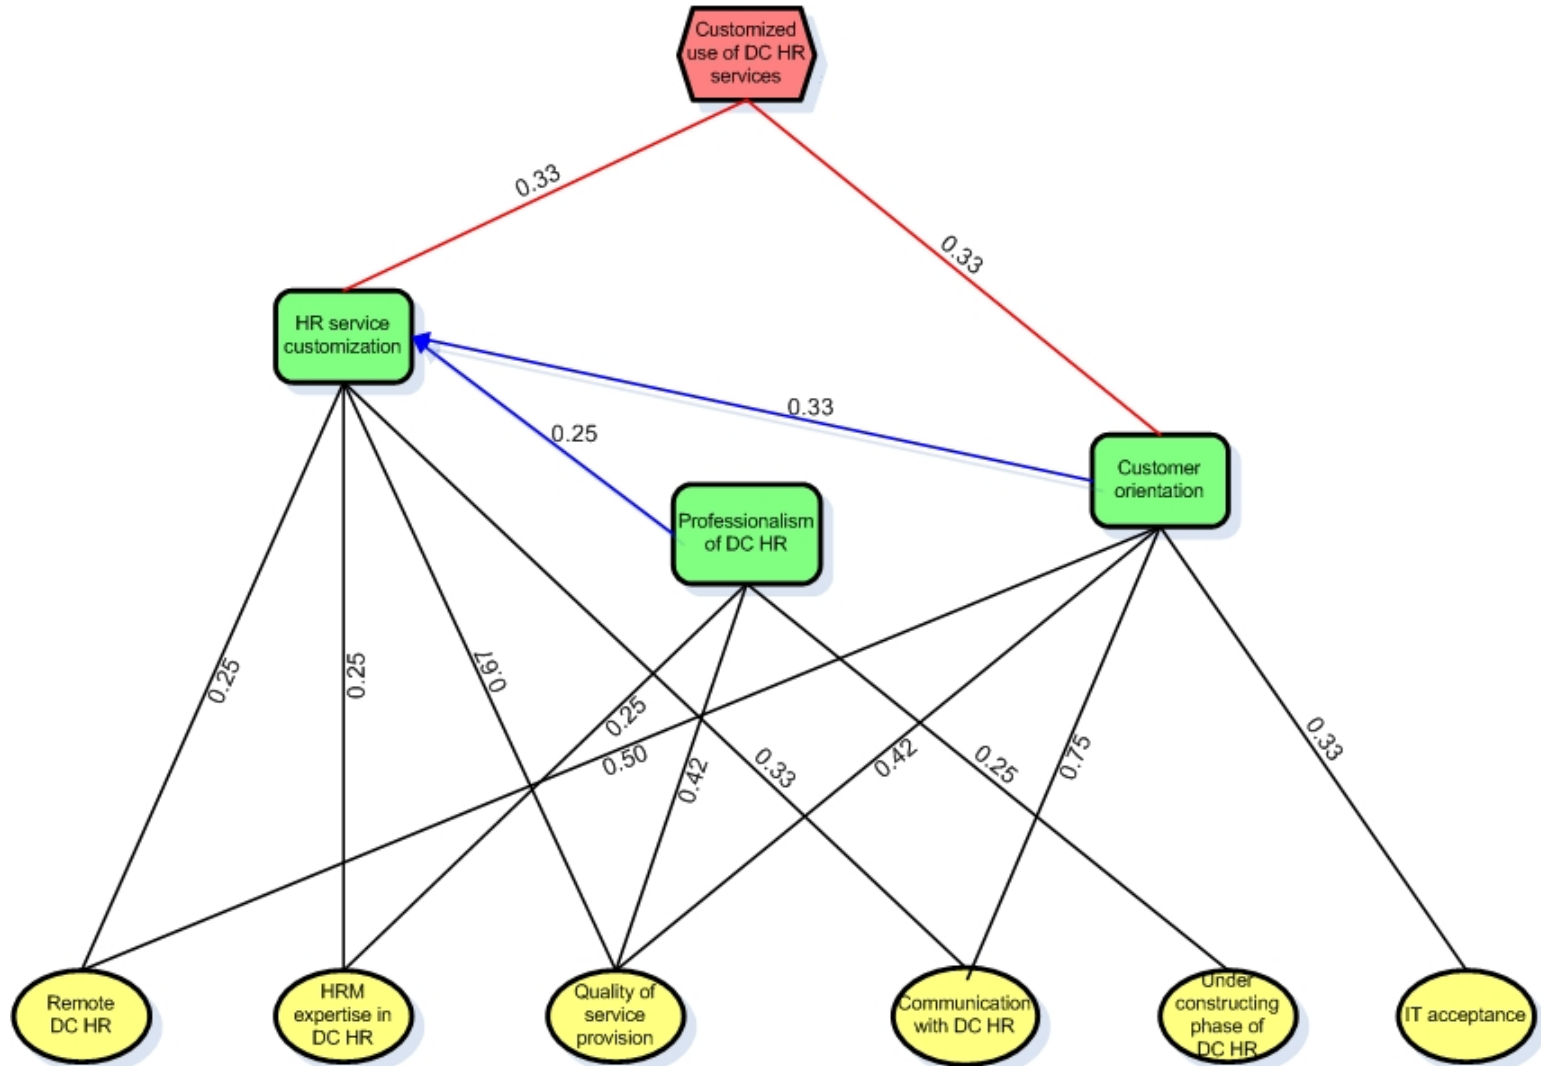 Customized
use of DC HR
services
0.33
0.33
HR service
customization
0.33
0.25
Customer
orientation
Professionalism
of DC HR
0.25
0.25
0.67
0.25
0.50
0.42
0.33
0.42
0.25
0.75
0.33
Remote
DC HR
HRM
expertise in
DC HR
Quality of
service
provision
Communication
with DC HR
Under
constructing
phase of
DC HR
IT acceptance